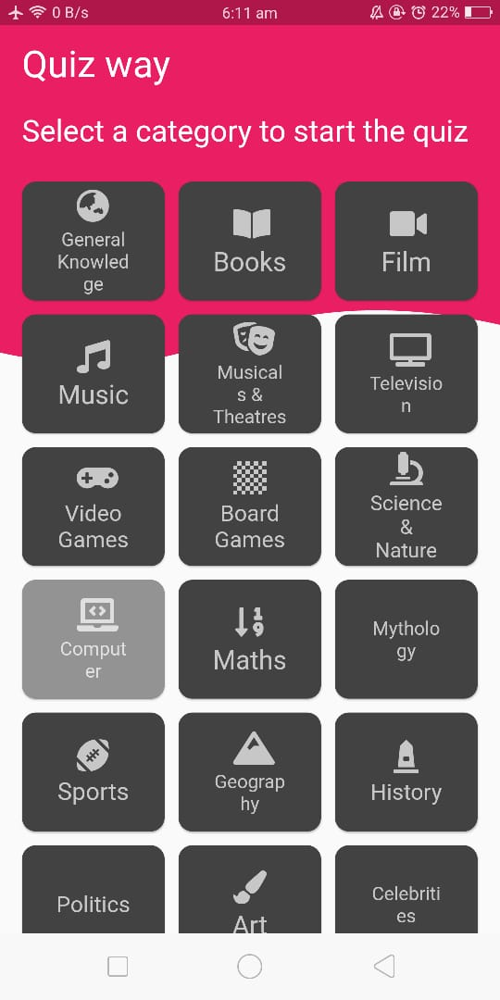 0 B/s 6:11 am 22%
Quiz way
Select a category to start the quiz
General
Knowled
ge
Books
Film
Music
Musical
s &
Theatres
Televisio
n
Video
Games
Board
Games
Science
&
Nature
Comput
er
1
9
Maths
Mytholo
gy
Sports
Geograp
hy
History
Politics
Art
Celebriti
es